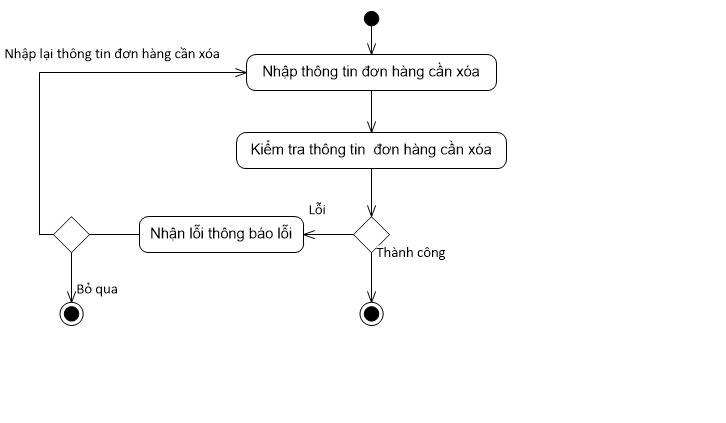 Nhập lại thông tin đơn hàng cần xóa
Nhập thông tin đơn hàng cần xóa
Kiểm tra thông tin đơn hàng cần xóa
Lỗi
Nhận lỗi thông báo lỗi
Thành công
Bỏ qua